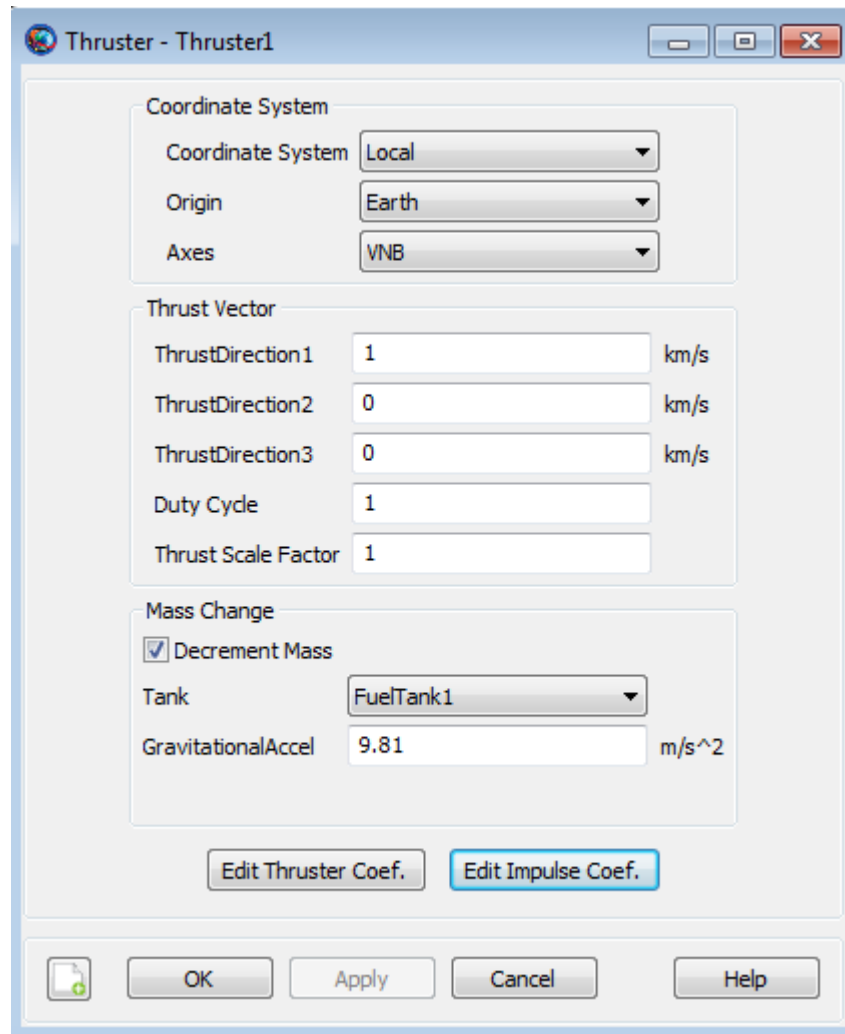 Thruster - Thruster1
Coordinate System
Coordinate System Local
Origin Earth
Axes VNB
Thrust Vector
ThrustDirection1 1 km/s
ThrustDirection2 0 km/s
ThrustDirection3 0 km/s
Duty Cycle 1
Thrust Scale Factor 1
Mass Change
Decrement Mass
Tank FuelTank1
GravitationalAccel 9.81 m/s^2
Edit Thruster Coef. Edit Impulse Coef.
OK Apply Cancel Help